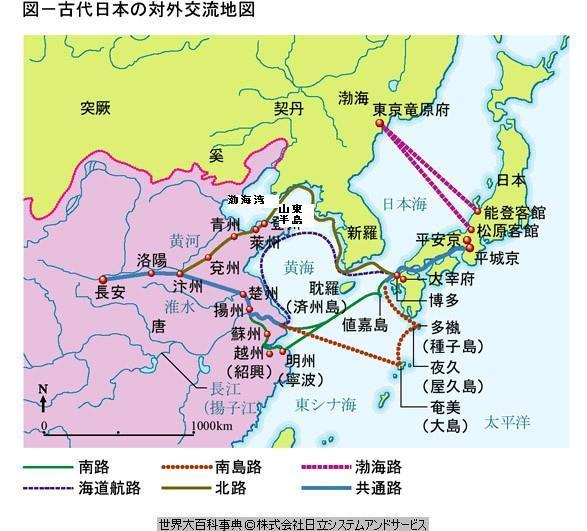 図－古代日本の対外交流地図
突厥
契丹
渤海
東京竜原府
奚
渤海湾
山東
半島
日本
日本海
能登客館
松原客館
新羅
平安京
平城京
青州
萊州
黄河
黄海
洛陽
兗州
長安
汴州
耽羅
(済州島)
大宰府
博多
楚州
淮水
揚州
値嘉島
唐
蘇州
多褹
(種子島)
越州
(紹興)
明州
(寧波)
夜久
(屋久島)
長江
(揚子江)
N
東シナ海
奄美
(大島)
太平洋
0
1000km
南路
南島路
渤海路
海道航路
北路
共通路
世界大百科事典 ©株式会社日立システムアンドサービス